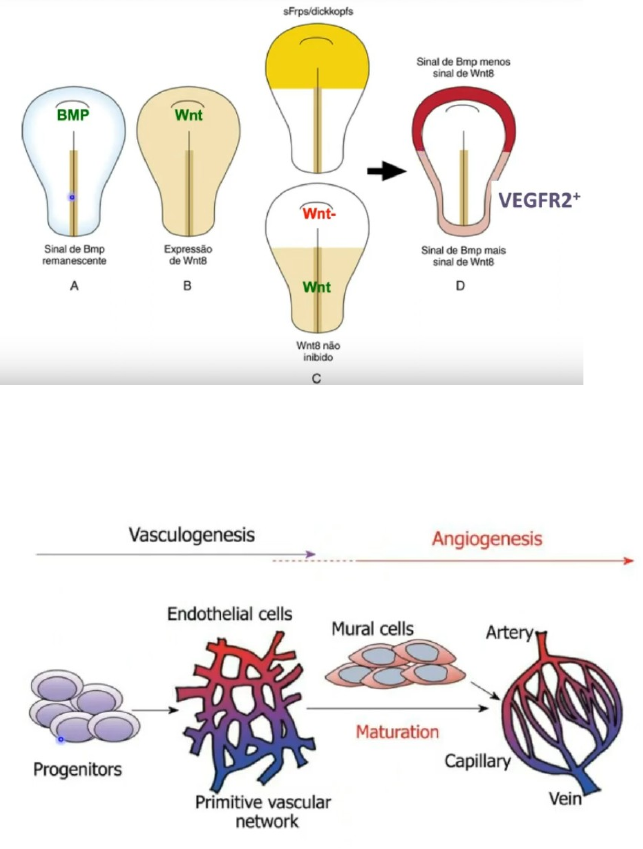 sFrps/dickkopfs
BMP
Sinal de Bmp
remanescente
A
Wnt
Expressão
de Wnt8
B
Wnt-
Wnt
Wnt8 não
inibido
C
Sinal de Bmp menos
sinal de Wnt8
VEGFR2+
Sinal de Bmp mais
sinal de Wnt8
D
Vasculogenesis
Angiogenesis
Progenitors
Endothelial cells
Primitive vascular
network
Mural cells
Maturation
Artery
Capillary
Vein